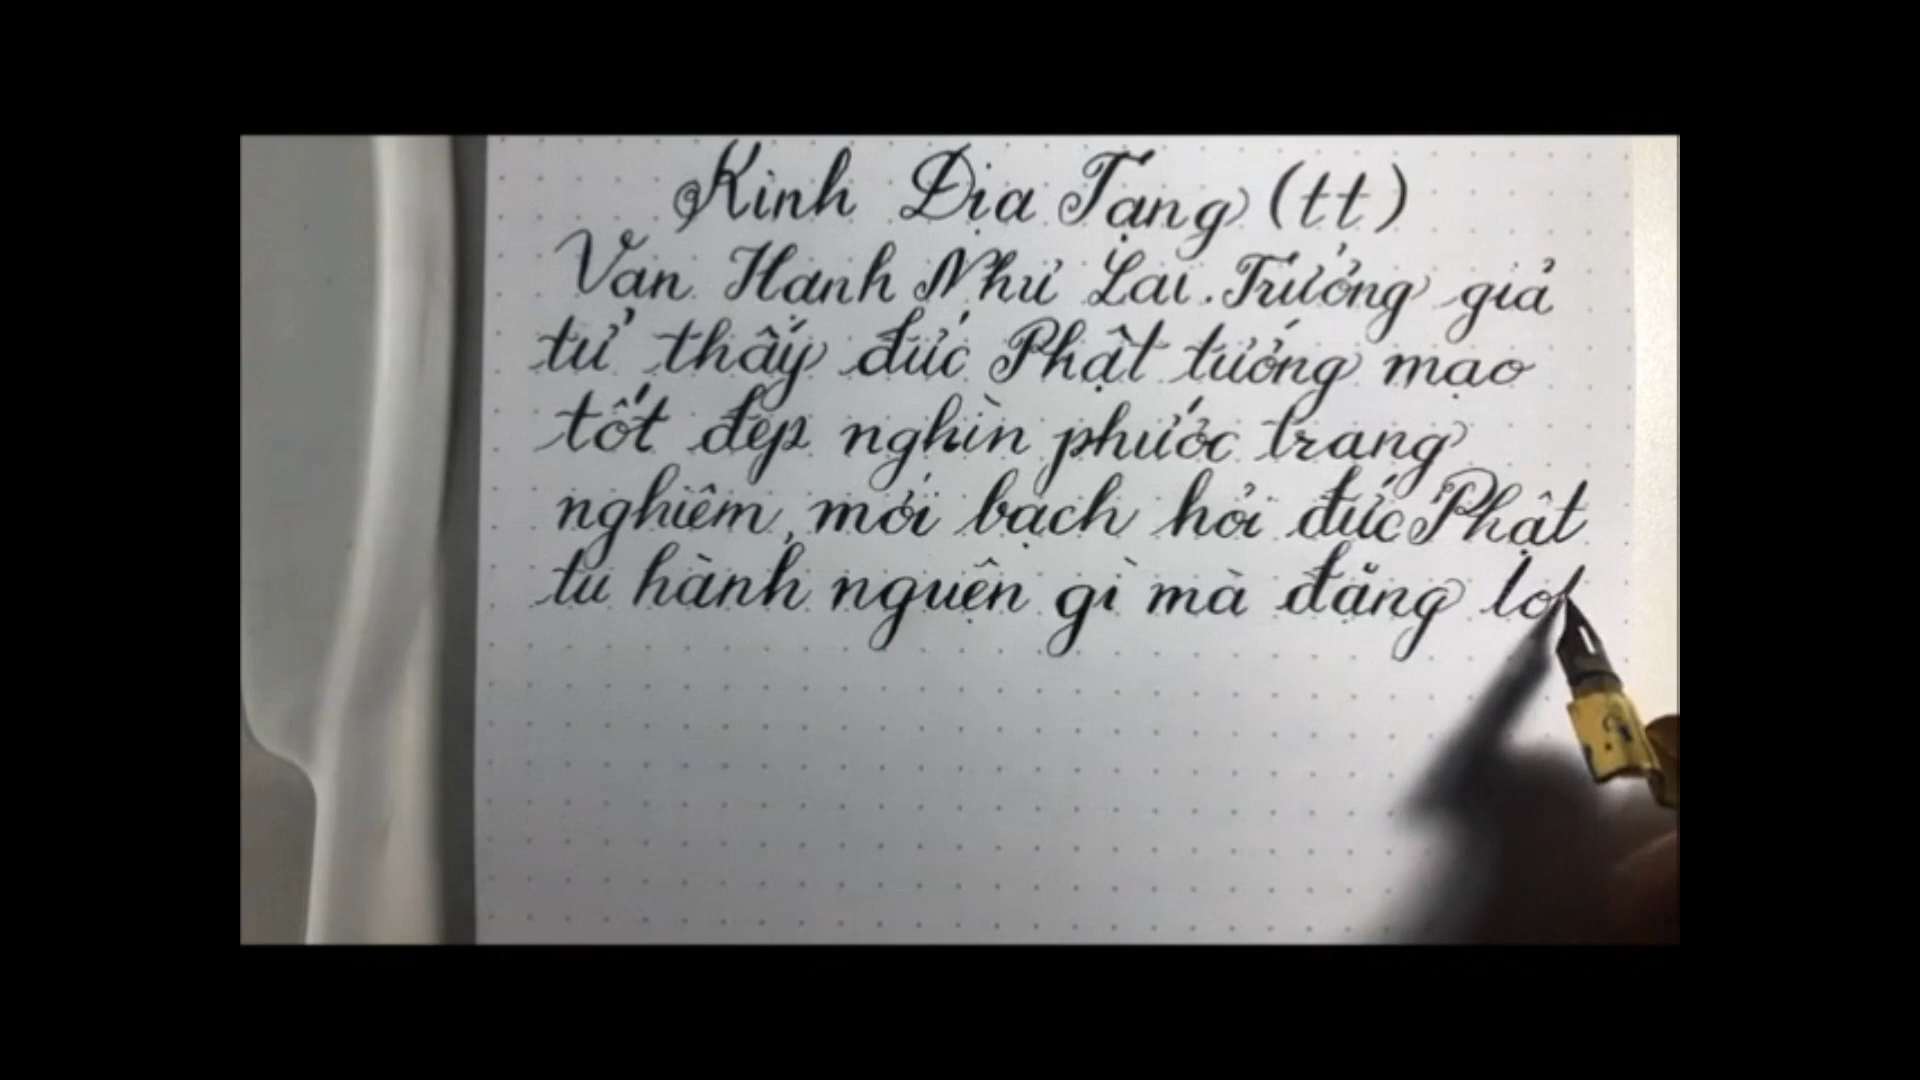 Kinh Địa Tạng (tt)
Vạn Hạnh Như Lai. Trưởng giả
tử thấy đức Phật tướng mạo
tốt đẹp nghìn phước trang
nghiêm, mới bạch hỏi đức Phật
tu hành nguện gì mà đặng